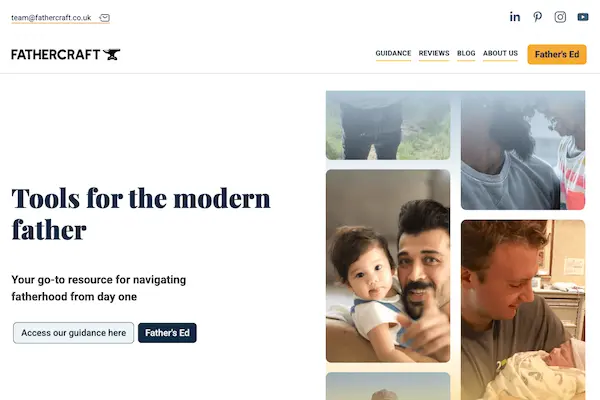 team@fathercraft.co.uk
FATHERCRAFT
GUIDANCE REVIEWS BLOG ABOUT US Father's Ed
Tools for the modern
father
Your go-to resource for navigating
fatherhood from day one
Access our guidance here Father's Ed